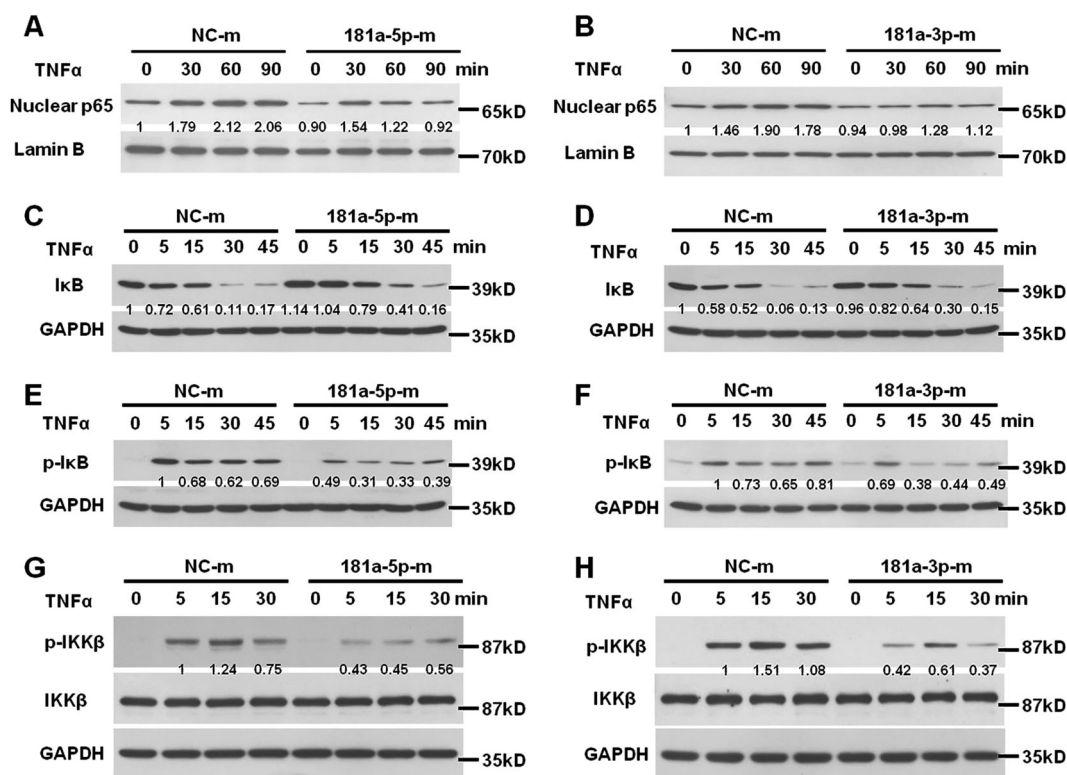 A
NC-m 181a-5p-m
TNFα 0 30 60 90 0 30 60 90 min
Nuclear p65 65kD
1 1.79 2.12 2.06 0.90 1.54 1.22 0.92
Lamin B 70kD
B
NC-m 181a-3p-m
TNFα 0 30 60 90 0 30 60 90 min
Nuclear p65 65kD
1 1.46 1.90 1.78 0.94 0.98 1.28 1.12
Lamin B 70kD
C
NC-m 181a-5p-m
TNFα 0 5 15 30 45 0 5 15 30 45 min
IκB 39kD
1 0.72 0.61 0.11 0.17 1.14 1.04 0.79 0.41 0.16
GAPDH 35kD
D
NC-m 181a-3p-m
TNFα 0 5 15 30 45 0 5 15 30 45 min
IκB 39kD
1 0.58 0.52 0.06 0.13 0.96 0.82 0.64 0.30 0.15
GAPDH 35kD
E
NC-m 181a-5p-m
TNFα 0 5 15 30 45 0 5 15 30 45 min
p-IκB 39kD
1 0.68 0.62 0.69 0.49 0.31 0.33 0.39
GAPDH 35kD
F
NC-m 181a-3p-m
TNFα 0 5 15 30 45 0 5 15 30 45 min
p-IκB 39kD
1 0.73 0.65 0.81 0.69 0.38 0.44 0.49
GAPDH 35kD
G
NC-m 181a-5p-m
TNFα 0 5 15 30 0 5 15 30 min
p-IKKβ 87kD
1 1.24 0.75 0.43 0.45 0.56
IKKβ 87kD
GAPDH 35kD
H
NC-m 181a-3p-m
TNFα 0 5 15 30 0 5 15 30 min
p-IKKβ 87kD
1 1.51 1.08 0.42 0.61 0.37
IKKβ 87kD
GAPDH 35kD